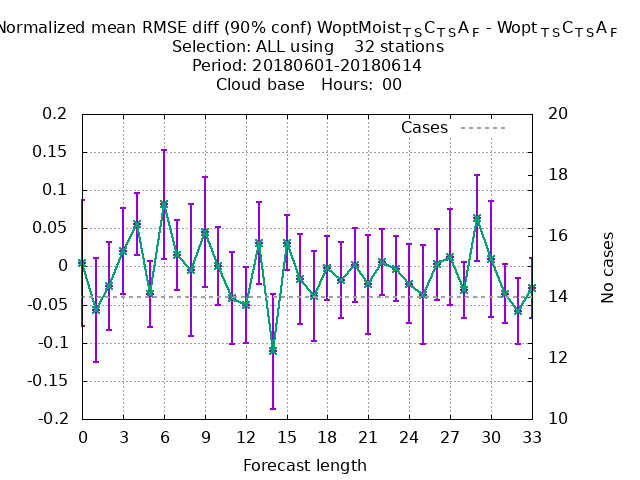 Normalized mean RMSE diff (90% conf) WoptMoist_TSC_TSA_F - Wopt_TSC_TSA_F
Selection: ALL using 32 stations
Period: 20180601-20180614
Cloud base Hours: 00
Cases
0.2
0.15
0.1
0.05
0
-0.05
-0.1
-0.15
-0.2
20
18
16
14
12
10
No cases
0 3 6 9 12 15 18 21 24 27 30 33
Forecast length